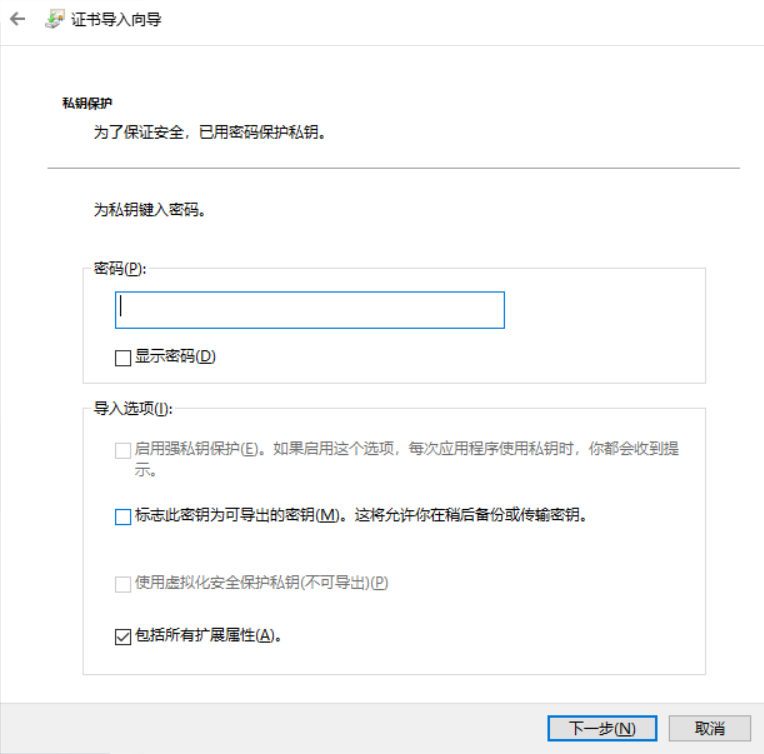 证书导入向导
私钥保护
为了保证安全，已用密码保护私钥。
为私钥键入密码。
密码(P):
显示密码(D)
导入选项(I):
启用强私钥保护(E)。如果启用这个选项，每次应用程序使用私钥时，你都会收到提
示。
标志此密钥为可导出的密钥(M)。这将允许你在稍后备份或传输密钥。
使用虚拟化安全保护私钥(不可导出)(P)
包括所有扩展属性(A)。
下一步(N)
取消